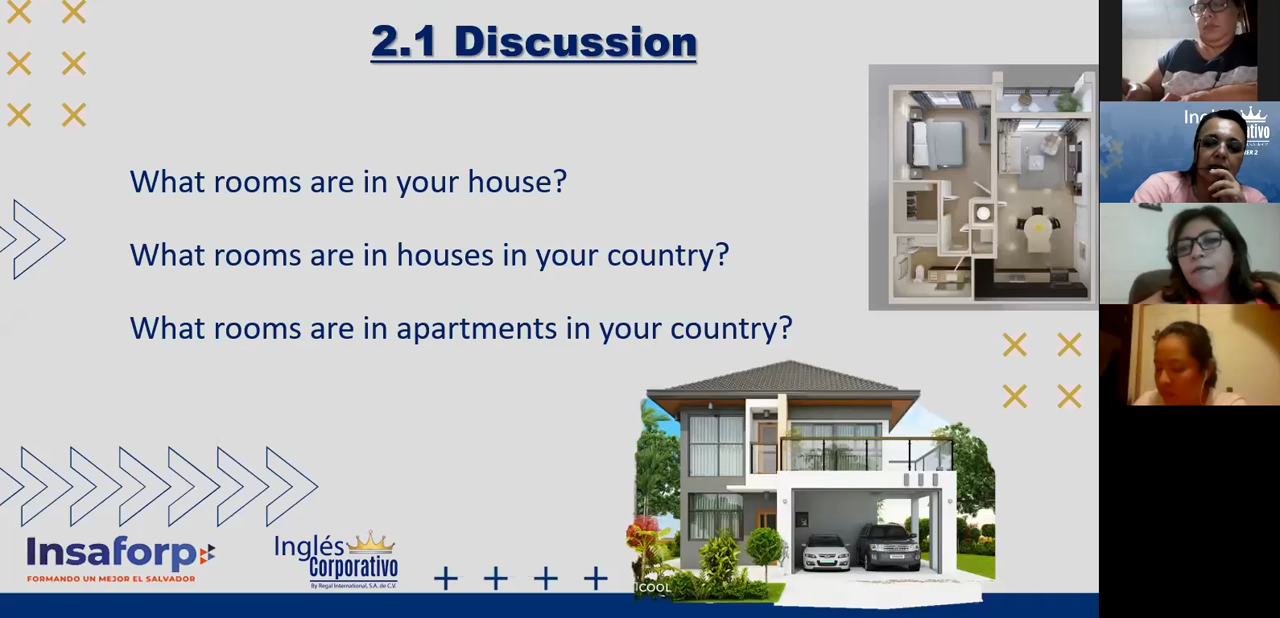 2.1 Discussion
What rooms are in your house?
What rooms are in houses in your country?
What rooms are in apartments in your country?
Insaforp
FORMANDO UN MEJOR EL SALVADOR
Inglés
Corporativo
By Regal International, S.A. de C.V.
ICOOL